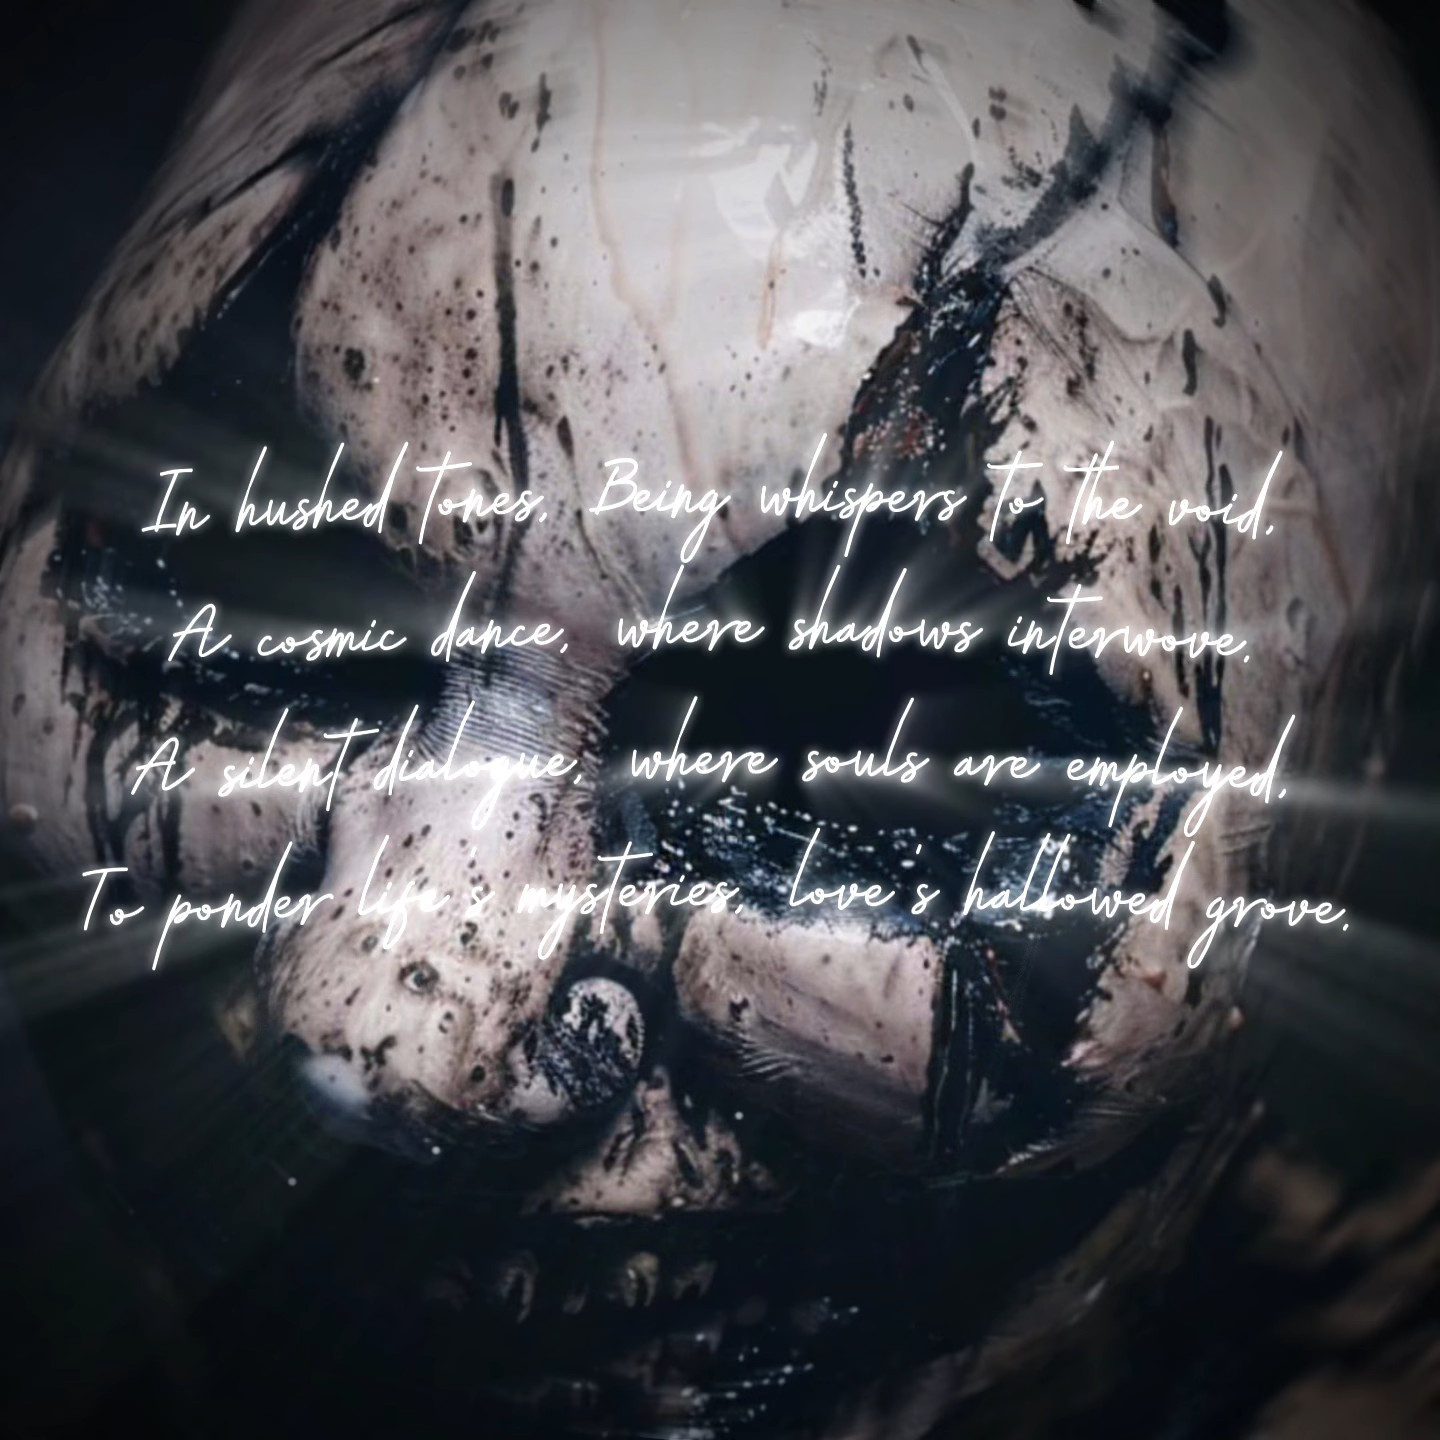 In hushed tones, Being whispers to the void,
A cosmic dance, where shadows interwove.
A silent dialogue, where souls are employed,
To ponder life's mysteries, love's hallowed grove.